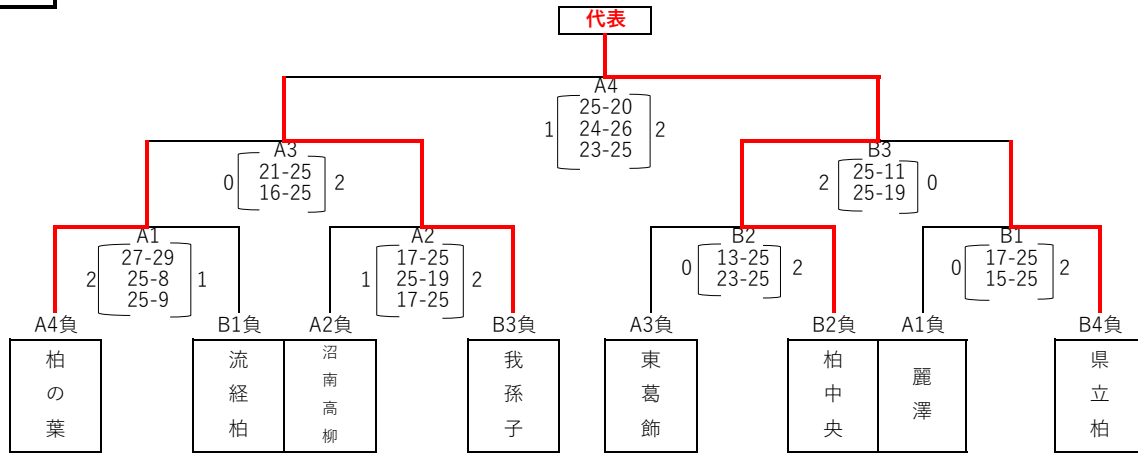 代表
A4
25-20
1 24-26 2
23-25
A3
21-25
0 16-25 2
B3
25-11
2 25-19 0
A1
27-29
2 25-8 1
25-9
A2
17-25
1 25-19 2
17-25
B2
13-25
0 23-25 2
B1
17-25
0 15-25 2
A4負 B1負 A2負 B3負 A3負 B2負 A1負 B4負
柏の葉
流経柏
沼南高柳
我孫子
東葛飾
柏中央
麗澤
県立柏